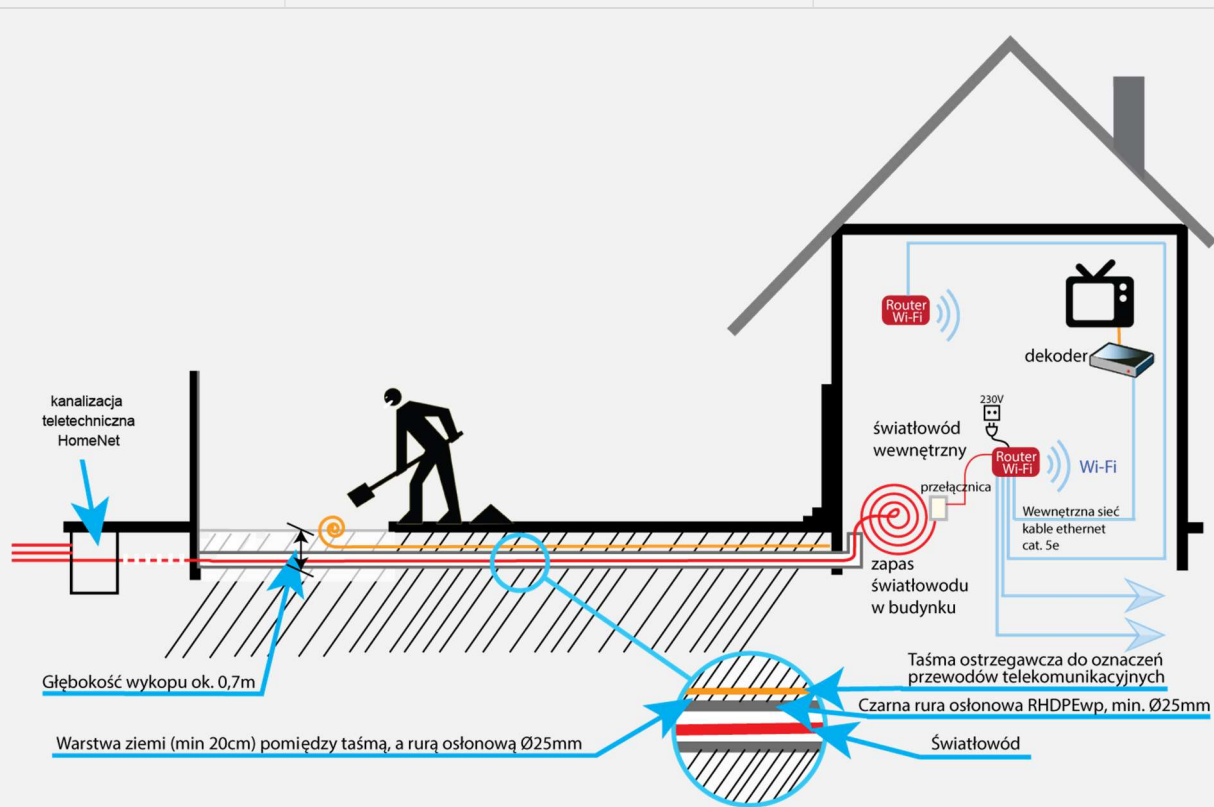 Router
Wi-Fi
dekoder
kanalizacja
teletechniczna
HomeNet
230V
światłowód
wewnętrzny
Router
Wi-Fi
Wi-Fi
przełącznica
Wewnętrzna sieć
kable ethernet
cat. 5e
zapas
światłowodu
w budynku
Głębokość wykopu ok. 0,7m
Taśma ostrzegawcza do oznaczeń
przewodów telekomunikacyjnych
Czarna rura osłonowa RHDPEwp, min. Ø25mm
Warstwa ziemi (min 20cm) pomiędzy taśmą, a rurą osłonową Ø25mm
Światłowód